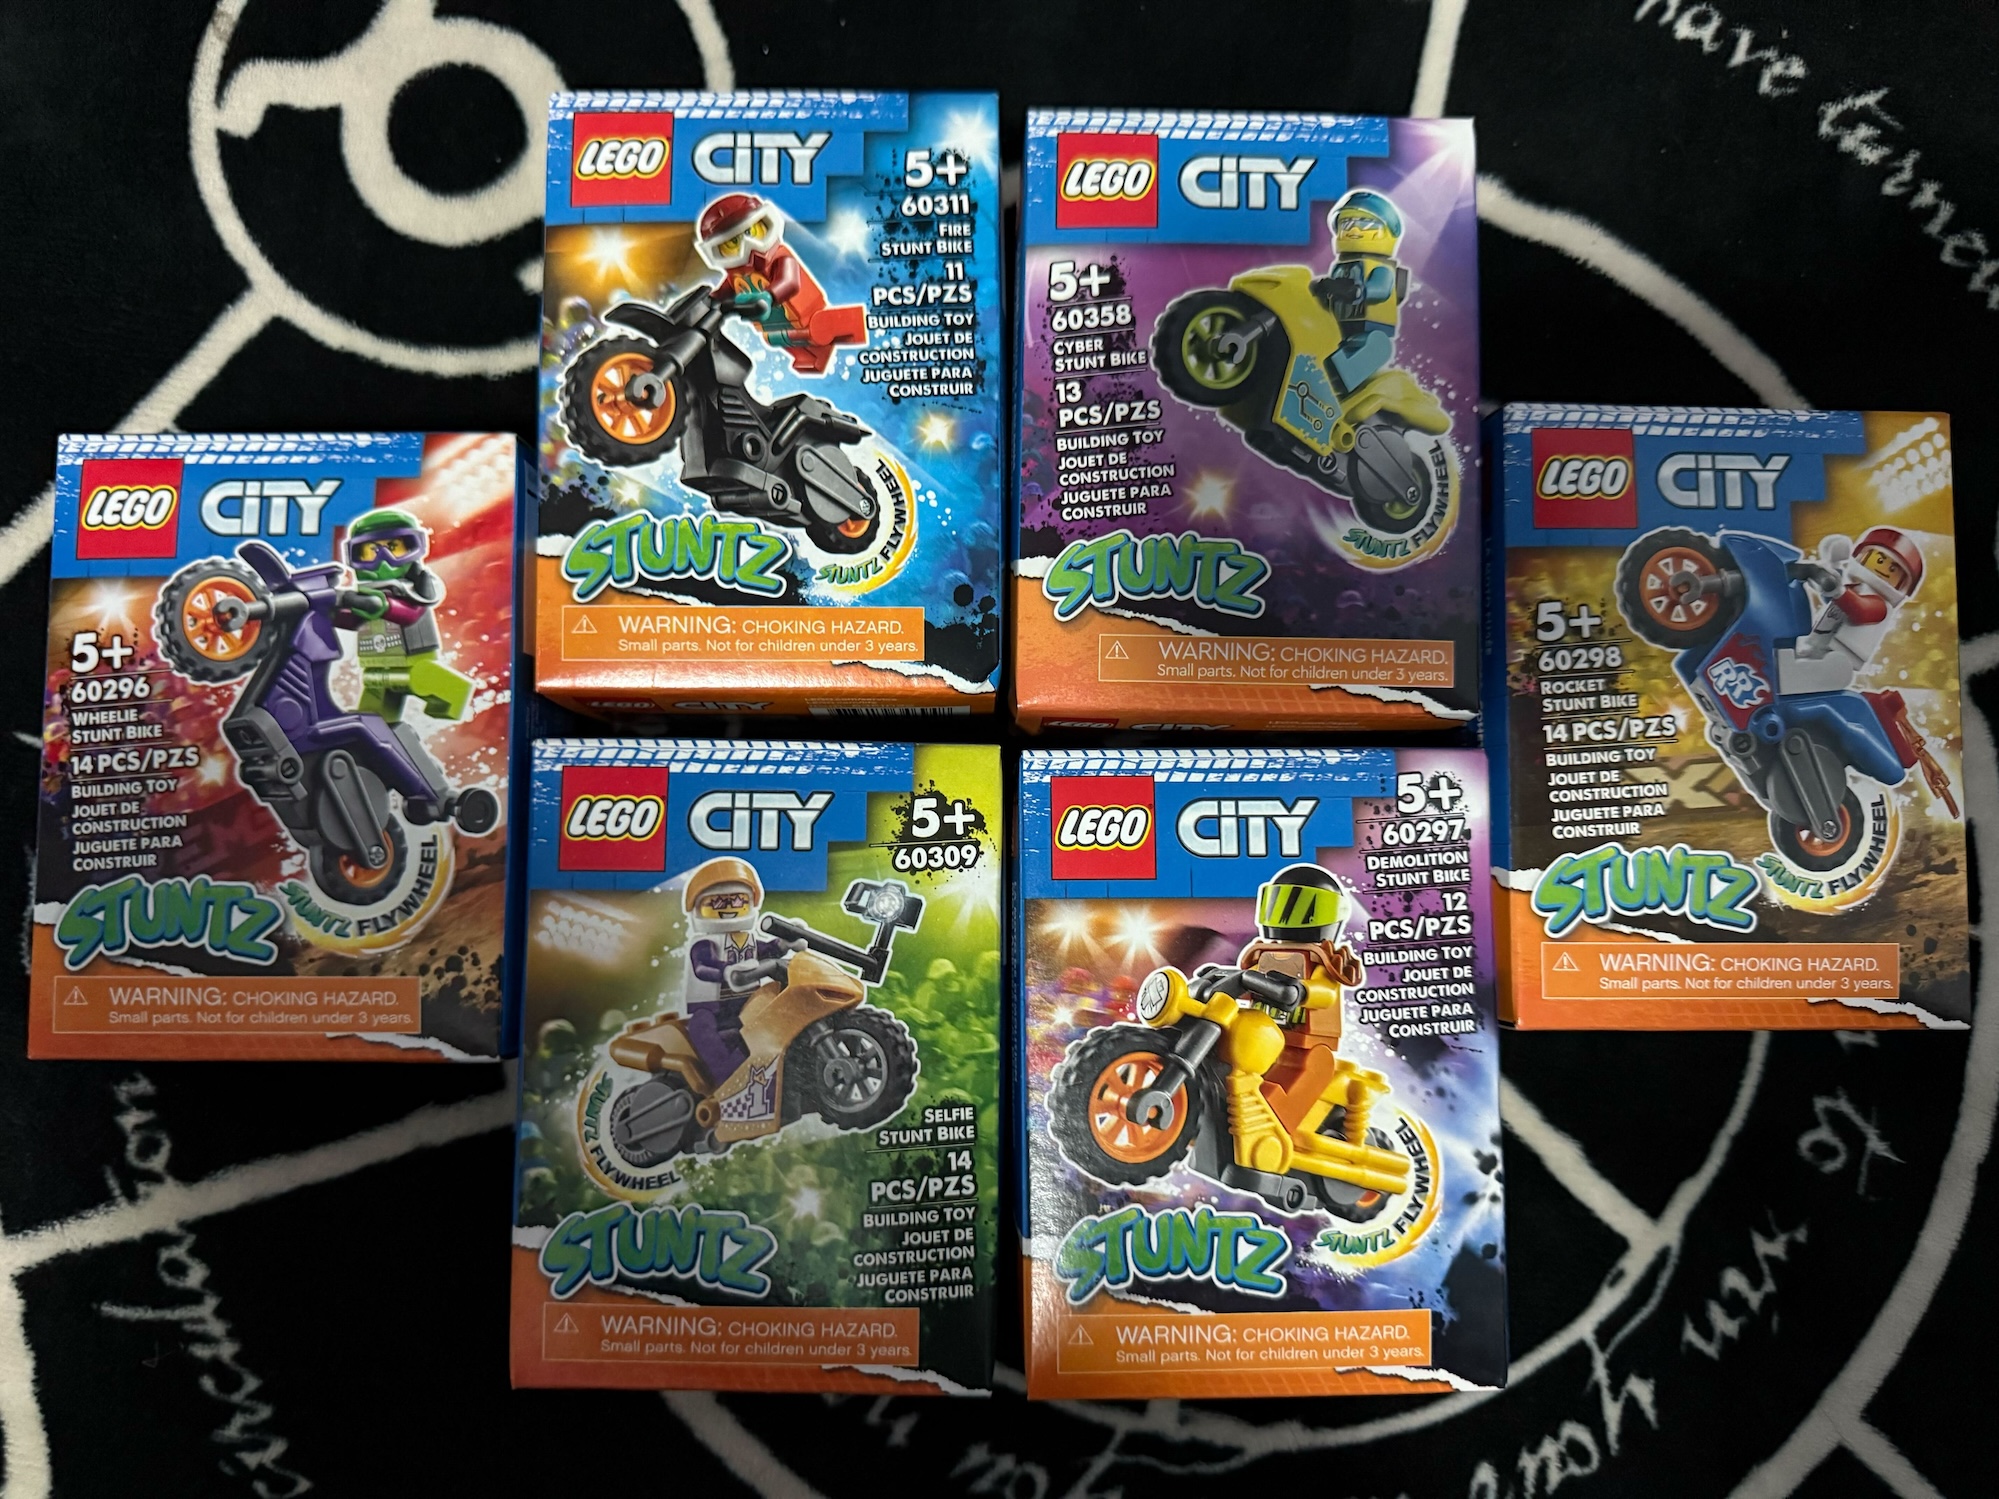 LEGO CITY
5+
60311
FIRE
STUNT BIKE
11
PCS/PZS
BUILDING TOY
JOUET DE
CONSTRUCTION
JUGUETE PARA
CONSTRUIR
STUNTZ FLYWHEEL
STUNTZ
WARNING: CHOKING HAZARD.
Small parts. Not for children under 3 years.
LEGO CITY
LEGO CITY
5+
60358
CYBER
STUNT BIKE
13
PCS/PZS
BUILDING TOY
JOUET DE
CONSTRUCTION
JUGUETE PARA
CONSTRUIR
STUNTZ FLYWHEEL
STUNTZ
WARNING: CHOKING HAZARD.
Small parts. Not for children under 3 years.
LEGO CITY
LEGO CITY
5+
60296
WHEELIE
STUNT BIKE
14 PCS/PZS
BUILDING TOY
JOUET DE
CONSTRUCTION
JUGUETE PARA
CONSTRUIR
STUNTZ FLYWHEEL
STUNTZ
WARNING: CHOKING HAZARD.
Small parts. Not for children under 3 years.
LEGO CITY
5+
60298
ROCKET
STUNT BIKE
14 PCS/PZS
BUILDING TOY
JOUET DE
CONSTRUCTION
JUGUETE PARA
CONSTRUIR
RR
STUNTZ FLYWHEEL
STUNTZ
WARNING: CHOKING HAZARD.
Small parts. Not for children under 3 years.
LEGO CITY
5+
60309
1
STUNTZ FLYWHEEL
SELFIE
STUNT BIKE
14
PCS/PZS
BUILDING TOY
JOUET DE
CONSTRUCTION
JUGUETE PARA
CONSTRUIR
STUNTZ
WARNING: CHOKING HAZARD.
Small parts. Not for children under 3 years.
LEGO CITY
5+
60297
DEMOLITION
STUNT BIKE
12
PCS/PZS
BUILDING TOY
JOUET DE
CONSTRUCTION
JUGUETE PARA
CONSTRUIR
STUNTZ FLYWHEEL
STUNTZ
WARNING: CHOKING HAZARD.
Small parts. Not for children under 3 years.
have turned